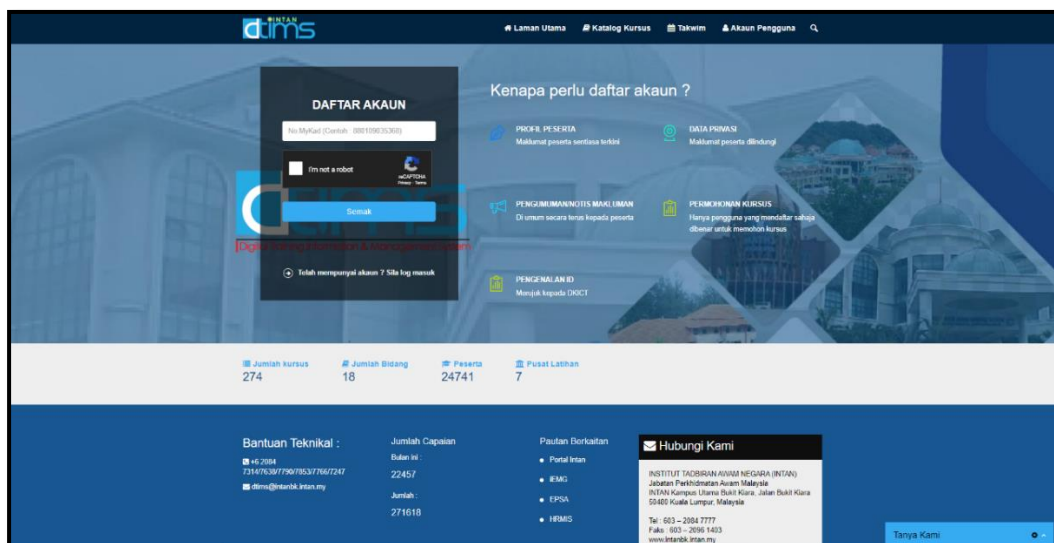 INTAN
dtims
Laman Utama
Katalog Kursus
Takwim
Akaun Pengguna
DAFTAR AKAUN
No.MyKad (Contoh : 880109035368)
I'm not a robot
reCAPTCHA
Privacy - Terms
Semak
Telah mempunyai akaun ? Sila log masuk
Kenapa perlu daftar akaun ?
PROFIL PESERTA
Maklumat peserta sentiasa terkini
DATA PRIVASI
Maklumat peserta dilindungi
PENGUMUMAN/NOTIS MAKLUMAN
Di umum secara terus kepada peserta
PERMOHONAN KURSUS
Hanya pengguna yang mendaftar sahaja
dibenar untuk memohon kursus
PENGENALAN ID
Merujuk kepada DKICT
Jumlah kursus
274
Jumlah Bidang
18
Peserta
24741
Pusat Latihan
7
Bantuan Teknikal :
+6 2084
7314/7638/7790/7853/7766/7247
dtims@intanbk.intan.my
Jumlah Capaian
Bulan ini :
22457
Jumlah :
271618
Pautan Berkaitan
Portal Intan
IEMG
EPSA
HRMIS
Hubungi Kami
INSTITUT TADBIRAN AWAM NEGARA (INTAN)
Jabatan Perkhidmatan Awam Malaysia
INTAN Kampus Utama Bukit Kiara, Jalan Bukit Kiara
50480 Kuala Lumpur, Malaysia
Tel : 603 – 2084 7777
Faks : 603 – 2096 1403
www.intanbk.intan.my
Tanya Kami